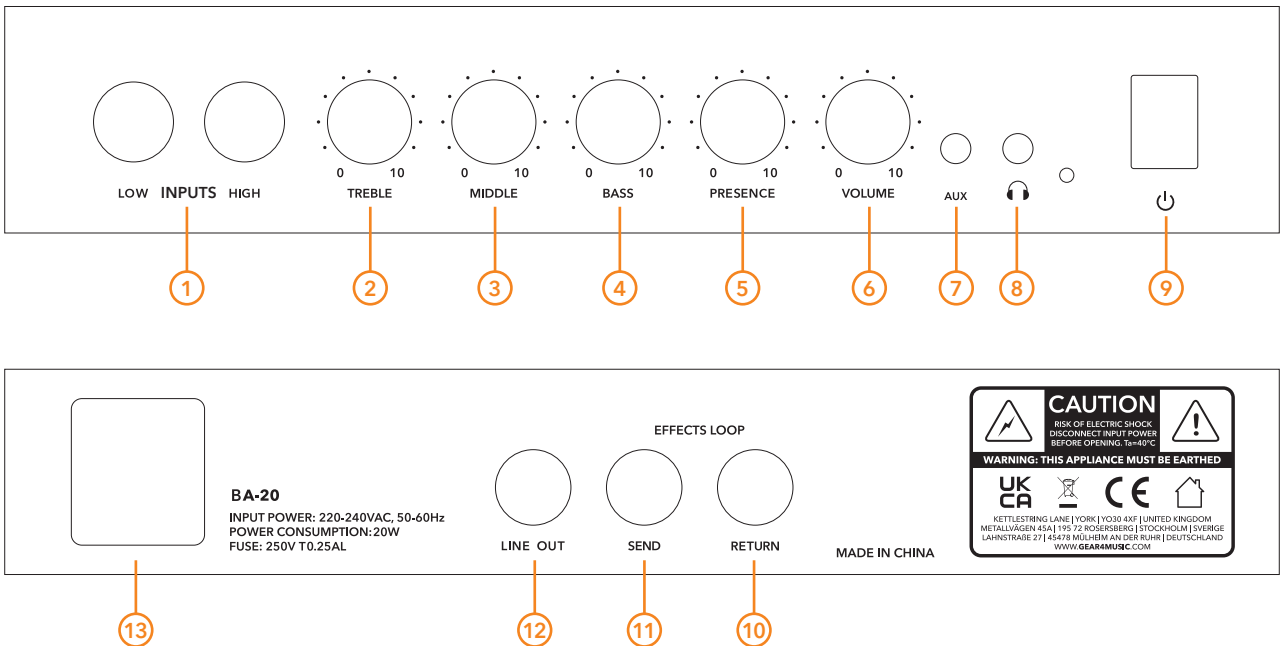 0 10 0 10 0 10 0 10 0 10
LOW INPUTS HIGH TREBLE MIDDLE BASS PRESENCE VOLUME AUX
1 2 3 4 5 6 7 8 9
EFFECTS LOOP
BA-20
INPUT POWER: 220-240VAC, 50-60Hz
POWER CONSUMPTION:20W
FUSE: 250V T0.25AL
LINE OUT SEND RETURN
MADE IN CHINA
CAUTION
RISK OF ELECTRIC SHOCK
DISCONNECT INPUT POWER
BEFORE OPENING. Ta=40°C
WARNING: THIS APPLIANCE MUST BE EARTHED
UK
CA
CE
KETTLESTRING LANE | YORK | YO30 4XF | UNITED KINGDOM
METALLVÄGEN 45A | 195 72 ROSERSBERG | STOCKHOLM | SVERIGE
LAHNSTRAßE 27 | 45478 MÜLHEIM AN DER RUHR | DEUTSCHLAND
WWW.GEAR4MUSIC.COM
13 12 11 10